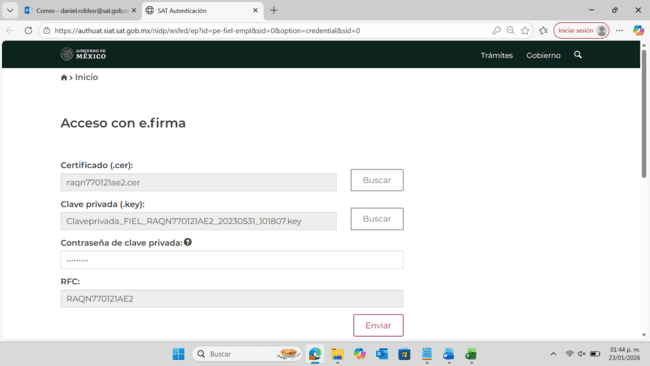 Correo - daniel.roblesr@sat.gob.m
SAT Autenticación
https://authuat.siat.sat.gob.mx/nidp/wsfed/ep?id=pe-fiel-empl&sid=0&option=credential&sid=0
Iniciar sesión
GOBIERNO DE
MÉXICO
Trámites
Gobierno
Inicio
Acceso con e.firma
Certificado (.cer):
raqn770121ae2.cer
Buscar
Clave privada (.key):
Claveprivada_FIEL_RAQN770121AE2_20230531_101807.key
Buscar
Contraseña de clave privada:
.........
RFC:
RAQN770121AE2
Enviar
Buscar
01:44 p. m.
23/01/2026